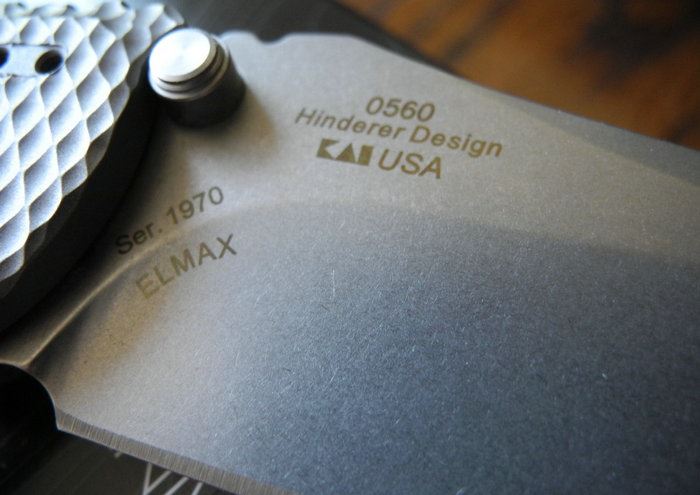 0560
Hinderer Design
KAI USA
Ser. 1970
ELMAX